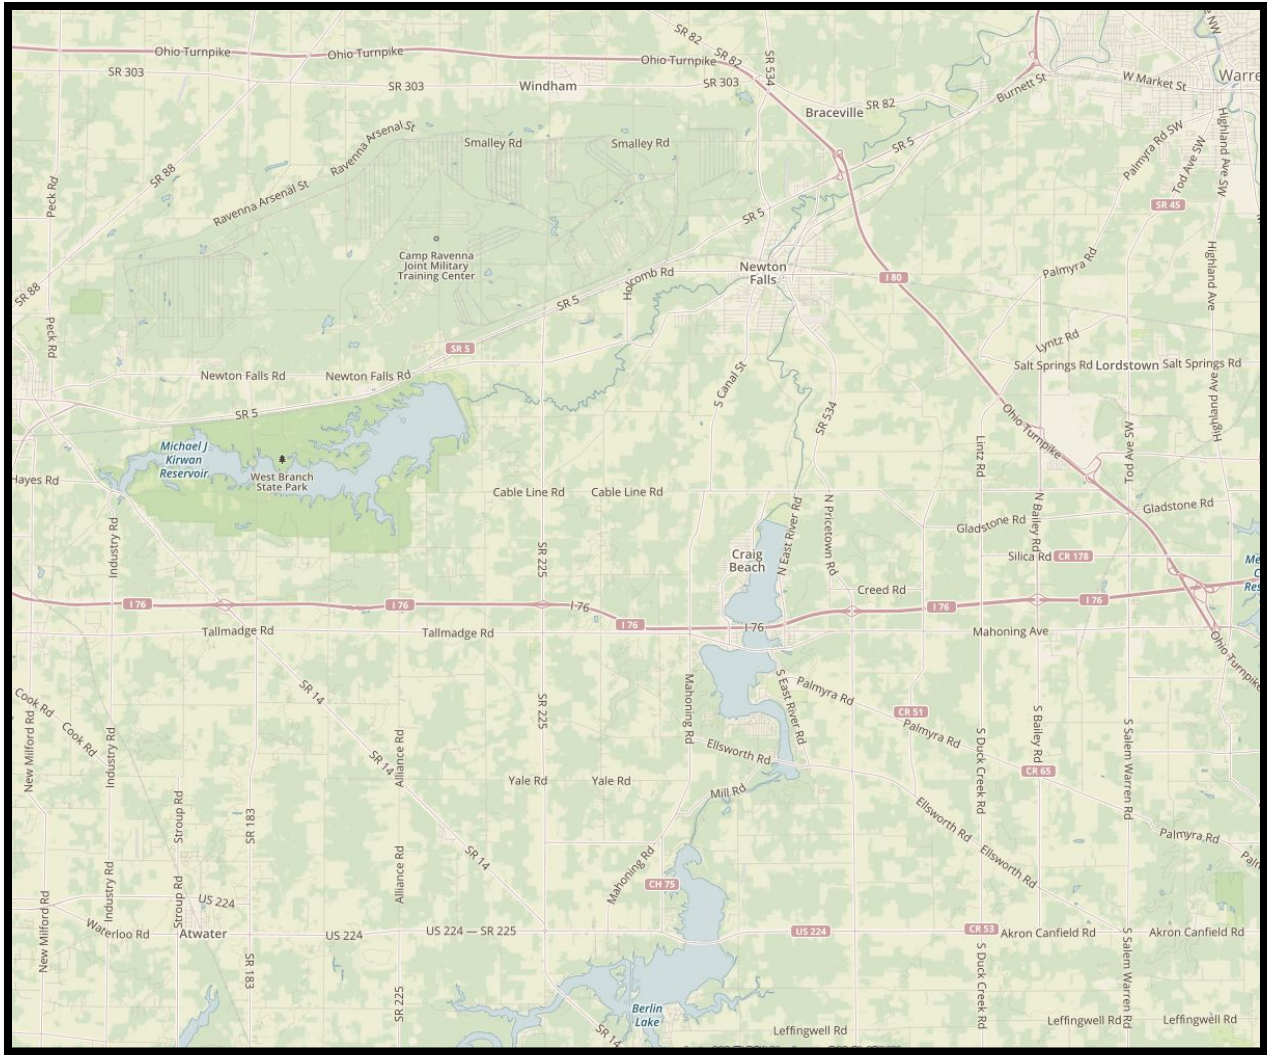 SR 82
SR 82
SR 534
Ohio Turnpike
Ohio Turnpike
Ohio Turnpike
SR 303
SR 303
SR 303
Windham
Braceville
SR 82
Burnett St
W Market St
NW
Warre
Ravenna Arsenal St
Smalley Rd
Smalley Rd
SR 5
Palmyra Rd SW
Tod Ave SW
Highland Ave SW
Peck Rd
SR 88
Ravenna Arsenal St
SR 5
SR 45
Camp Ravenna
Joint Military
Training Center
Newton
Falls
Holcomb Rd
I 80
Palmyra Rd
Highland Ave
SR 88
SR 5
Peck Rd
SR 5
Lyntz Rd
Salt Springs Rd
Lordstown
Salt Springs Rd
Newton Falls Rd
Newton Falls Rd
S Canal St
SR 534
SR 5
Ohio Turnpike
Highland Ave
Michael J
Kirwan
Reservoir
West Branch
State Park
Lintz Rd
Tod Ave SW
Hayes Rd
Cable Line Rd
Cable Line Rd
N East River Rd
N Pricetown Rd
N Bailey Rd
Gladstone Rd
Gladstone Rd
Industry Rd
SR 225
Craig
Beach
Silica Rd
CR 178
Me
C
Res
Creed Rd
I 76
I 76
I 76
I 76
I 76
I 76
I 76
Tallmadge Rd
Tallmadge Rd
Mahoning Ave
Ohio Turnpike
Cook Rd
Cook Rd
SR 14
SR 225
Mahoning Rd
S East River Rd
Palmyra Rd
CR 51
Palmyra Rd
New Milford Rd
Industry Rd
SR 14
Alliance Rd
Ellsworth Rd
S Duck Creek Rd
S Bailey Rd
S Salem Warren Rd
CR 65
Yale Rd
Yale Rd
Mill Rd
Stroup Rd
SR 183
Ellsworth Rd
Palmyra Rd
SR 14
Mahoning Rd
Ellsworth Rd
Palm
Industry Rd
Stroup Rd
Alliance Rd
CH 75
US 224
New Milford Rd
Waterloo Rd
Atwater
US 224
US 224 — SR 225
US 224
CR 53
Akron Canfield Rd
Akron Canfield Rd
SR 183
SR 225
S Duck Creek Rd
S Salem Warren Rd
Berlin
Lake
SR 14
Leffingwell Rd
Leffingwell Rd
Leffingwell Rd